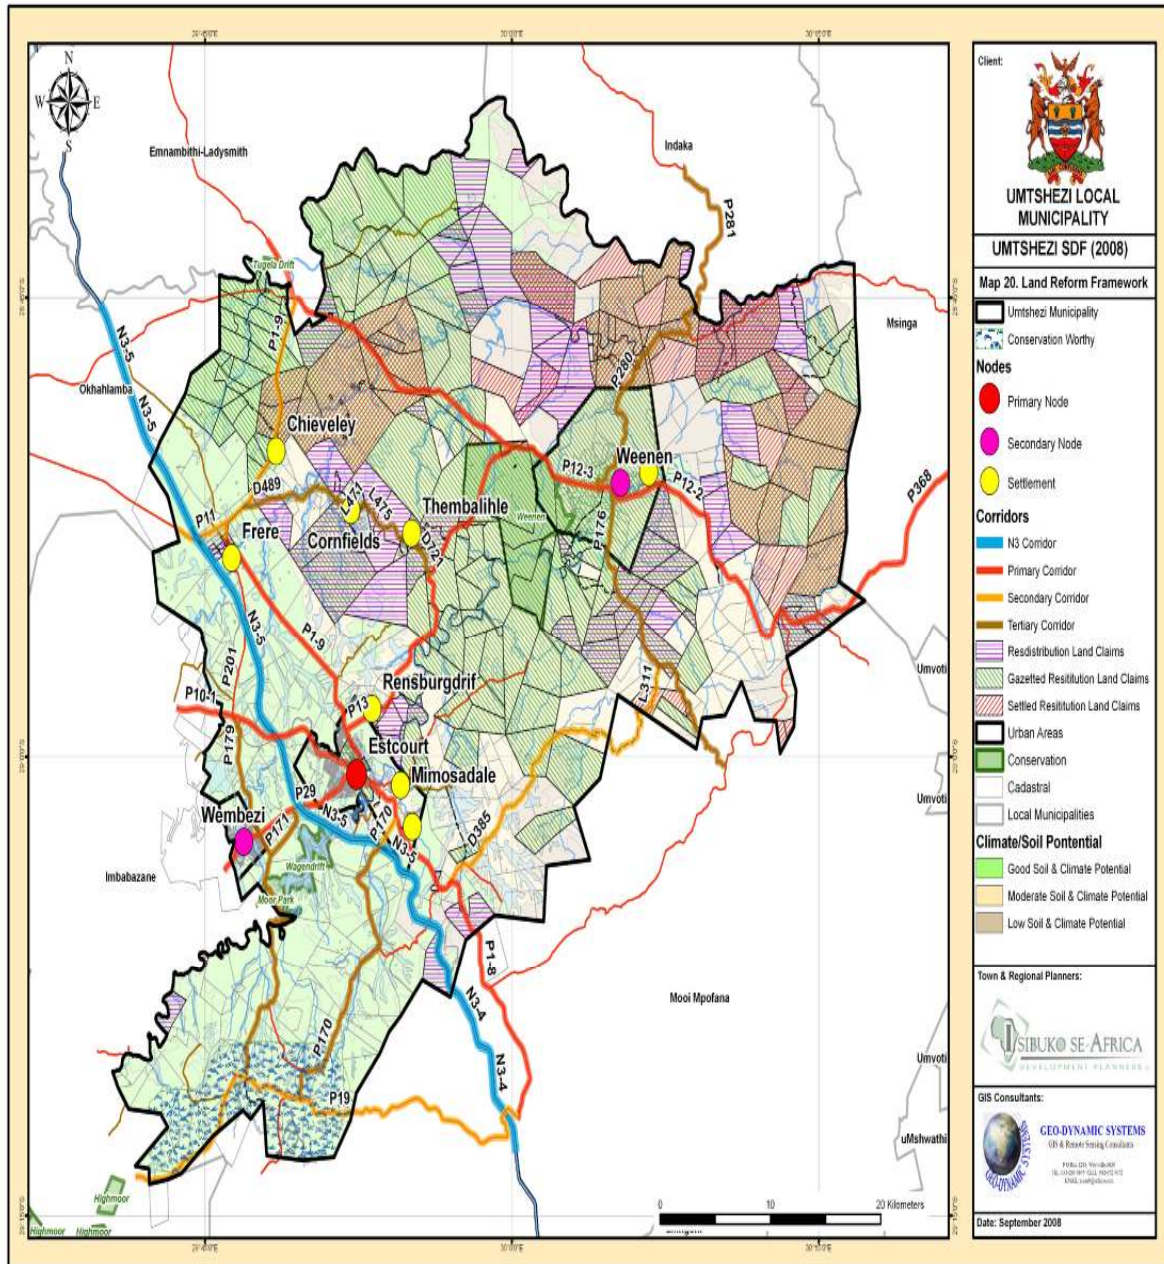 N
W E
S
Emnambithi-Ladysmith
Indaka
P281
Tugela Drift
Msinga
N3-5
P1-9
Okhahlamba
N3-5
P280
Chieveley
Weenen
P12-3
P12-2
D489
L471
L475
Thembalihle
P368
P11
Weenen
Frere
Cornfields
D721
P176
N3-5
P1-9
P201
Rensburgdrif
L311
Umvoti
P10-1
P13
P179
Estcourt
Mimosadale
P29
N3-5
P170
Umvoti
Wembezi
P171
N3-5
D385
Wagendrift
Imbabazane
Moor Park
P1-8
N3-4
Mooi Mpofana
P170
N3-4
Umvoti
P19
uMshwathi
Highmoor
Highmoor
Highmoor
0 10 20 Kilometers
Client:
UMTSHEZI LOCAL
MUNICIPALITY
UMTSHEZI SDF (2008)
Map 20. Land Reform Framework
Umtshezi Municipality
Conservation Worthy
Nodes
Primary Node
Secondary Node
Settlement
Corridors
N3 Corridor
Primary Corridor
Secondary Corridor
Tertiary Corridor
Resdistribution Land Claims
Gazetted Resititution Land Claims
Settled Resititution Land Claims
Urban Areas
Conservation
Cadastral
Local Municipalities
Climate/Soil Pontential
Good Soil & Climate Potential
Moderate Soil & Climate Potential
Low Soil & Climate Potential
Town & Regional Planners:
ISIBUKO SE-AFRICA
DEVELOPMENT PLANNERS
GIS Consultants:
GEO-DYNAMIC SYSTEMS
GEO-DYNAMIC SYSTEMS
GIS & Remote Sensing Consultants
Date: September 2008